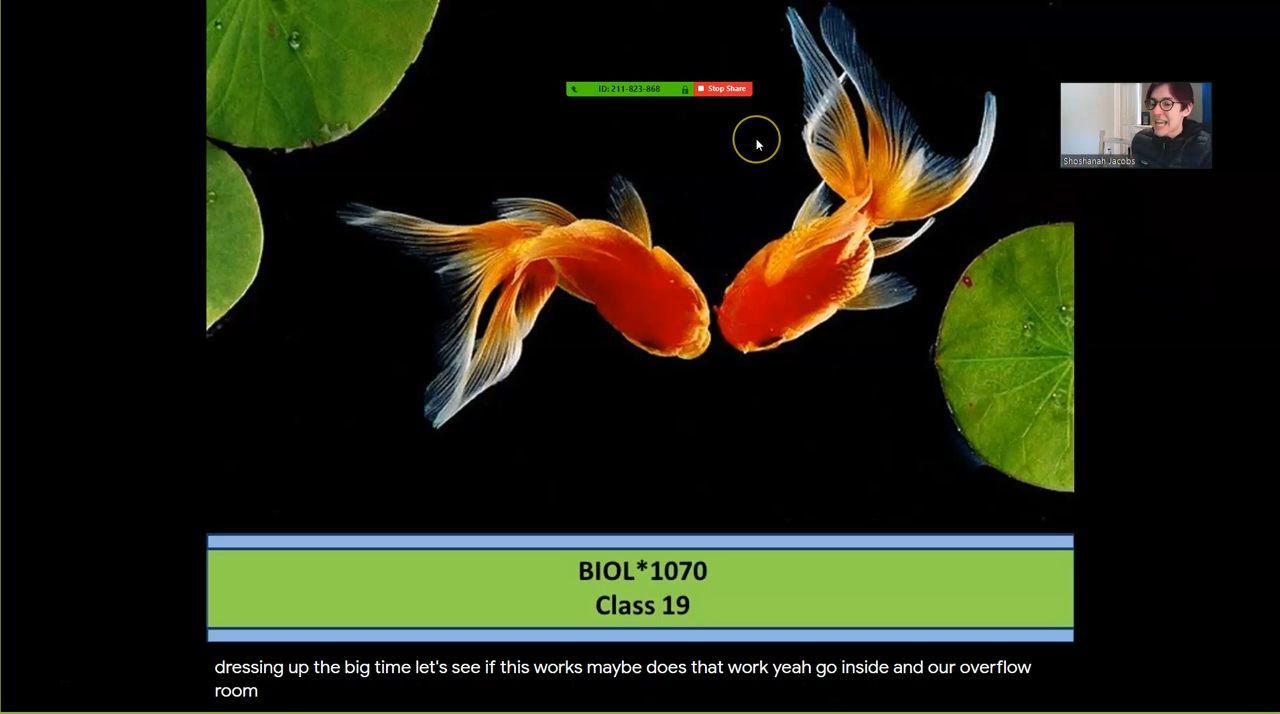 ID: 211-823-868
Stop Share
Shoshanah Jacobs
BIOL*1070
Class 19
dressing up the big time let's see if this works maybe does that work yeah go inside and our overflow
room